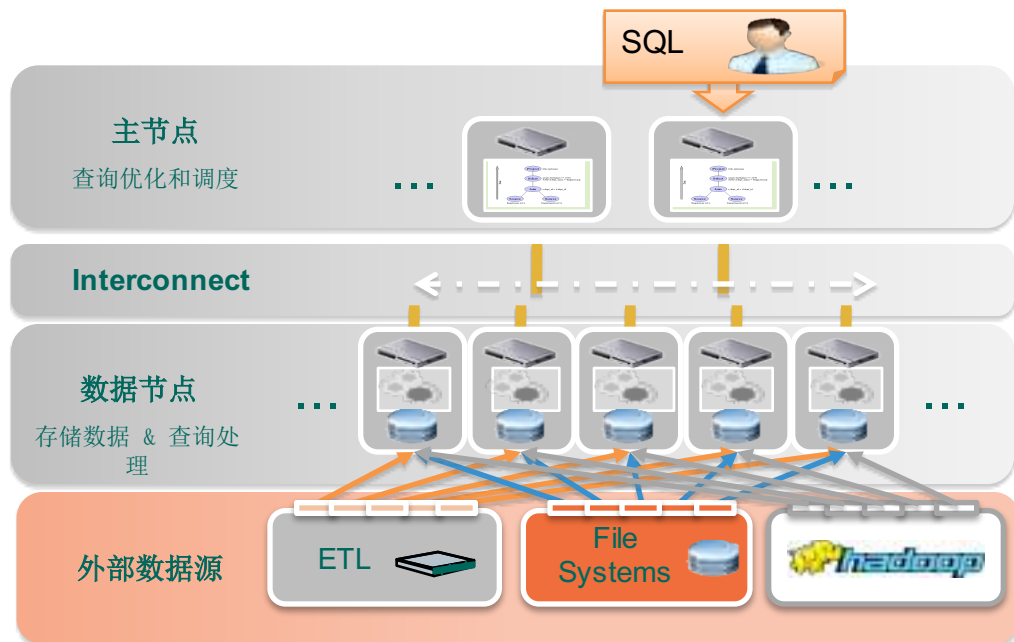 SQL
主节点
查询优化和调度
...
...
Interconnect
数据节点
存储数据 & 查询处
理
...
...
外部数据源
ETL
File
Systems
hadoop